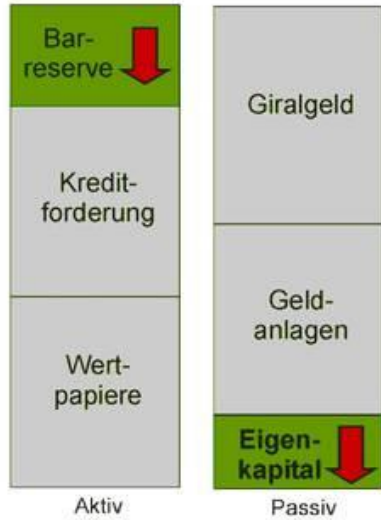 Bar-
reserve
Kredit-
forderung
Wert-
papiere
Aktiv
Giralgeld
Geld-
anlagen
Eigen-
kapital
Passiv